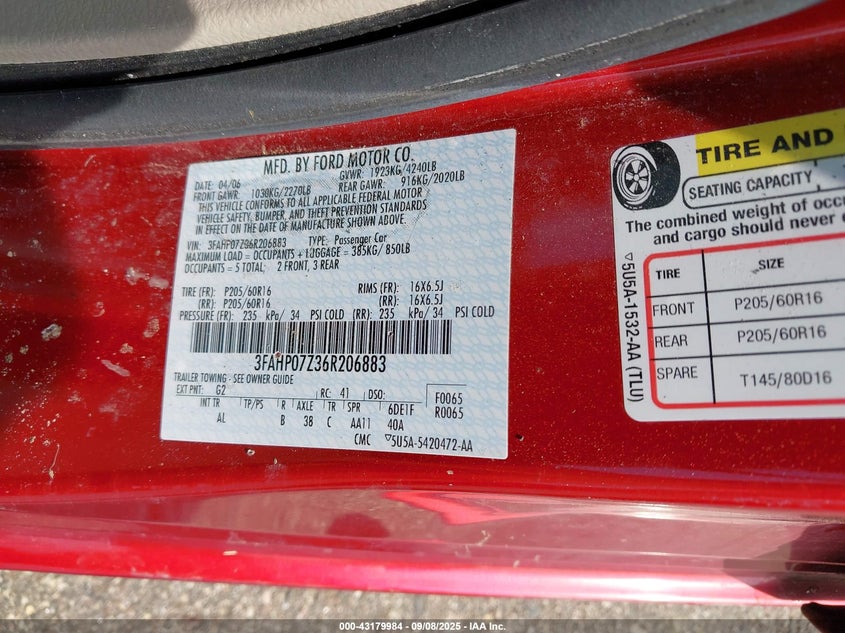 MFD. BY FORD MOTOR CO.
DATE: 04/06 GVWR: 1923KG/4240LB
FRONT GAWR: 1030KG/2270LB REAR GAWR: 916KG/2020LB
THIS VEHICLE CONFORMS TO ALL APPLICABLE FEDERAL MOTOR
VEHICLE SAFETY, BUMPER, AND THEFT PREVENTION STANDARDS
IN EFFECT ON THE DATE OF MANUFACTURE SHOWN ABOVE.
VIN: 3FAHP07Z36R206883 TYPE: Passenger Car
MAXIMUM LOAD = OCCUPANTS + LUGGAGE = 385KG/ 850LB
OCCUPANTS = 5 TOTAL: 2 FRONT, 3 REAR
TIRE (FR): P205/60R16 RIMS (FR): 16X6.5J
(RR): P205/60R16 (RR): 16X6.5J
PRESSURE (FR): 235 kPa/ 34 PSI COLD (RR): 235 kPa/ 34 PSI COLD
3FAHP07Z36R206883
TRAILER TOWING - SEE OWNER GUIDE
EXT PNT: G2 RC: 41 DSO: F0065
INT TR TP/PS R AXLE TR SPR 6DE1F R0065
AL B 38 C AA11 40A
CMC ▽5U5A-5420472-AA
TIRE AND
SEATING CAPACITY
The combined weight of occu
and cargo should never e
▽5U5A-1532-AA (TLU)
TIRE SIZE
FRONT P205/60R16
REAR P205/60R16
SPARE T145/80D16
000-43179984 - 09/08/2025 - IAA Inc.